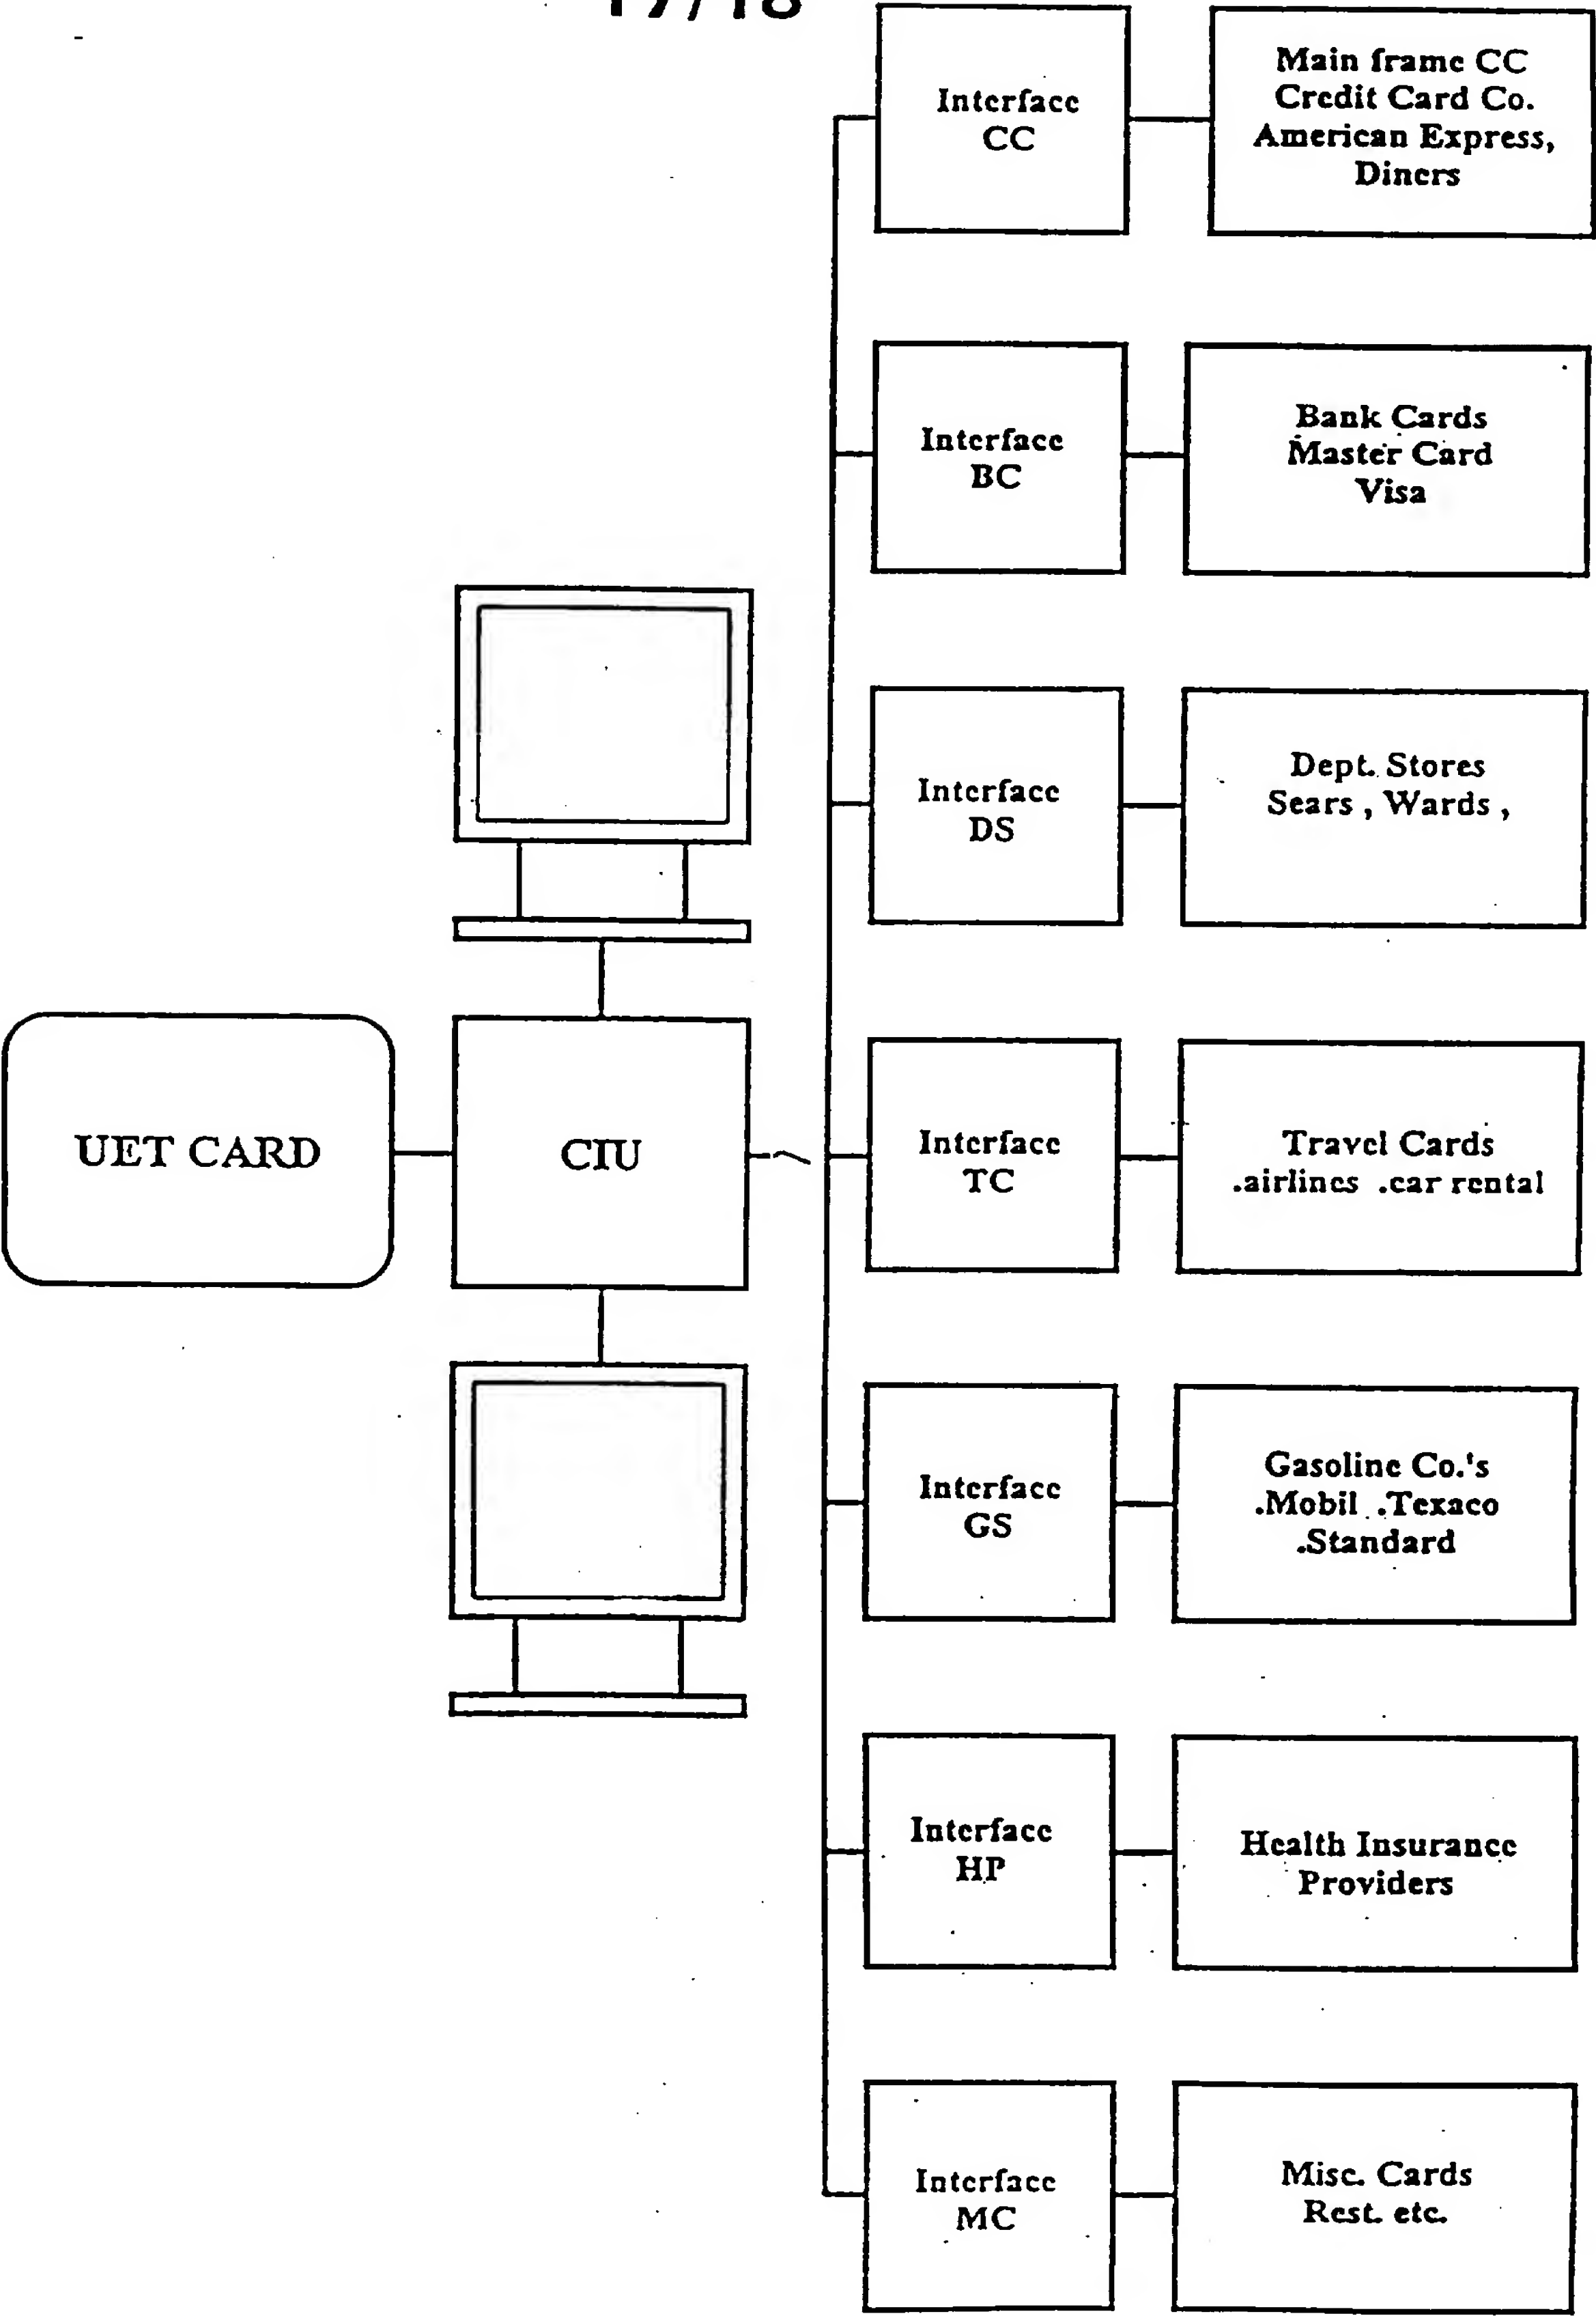 17/18
Interface
CC
Main frame CC
Credit Card Co.
American Express,
Diners
Interface
BC
Bank Cards
Master Card
Visa
Interface
DS
Dept. Stores
Sears , Wards ,
UET CARD
CIU
Interface
TC
Travel Cards
.airlines .car rental
Interface
GS
Gasoline Co.'s
.Mobil .Texaco
.Standard
Interface
HP
Health Insurance
Providers
Interface
MC
Misc. Cards
Rest. etc.